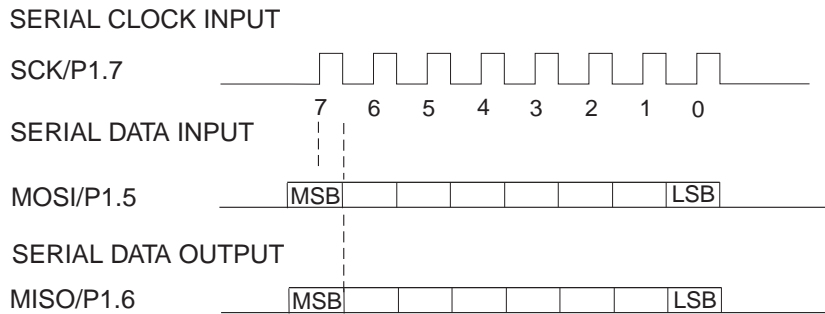 SERIAL CLOCK INPUT
SCK/P1.7
7 6 5 4 3 2 1 0
SERIAL DATA INPUT
MOSI/P1.5 MSB LSB
SERIAL DATA OUTPUT
MISO/P1.6 MSB LSB